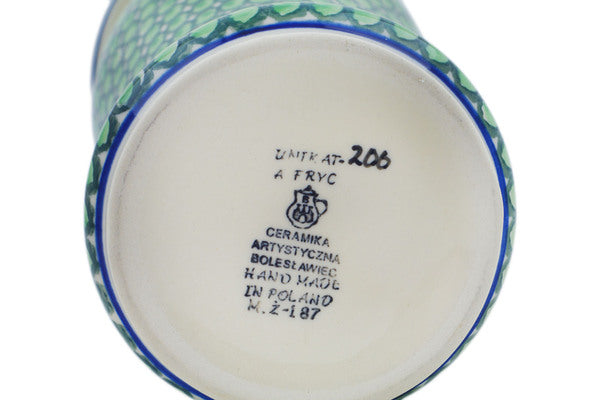 UNIKAT-206
A FRYC
B
CERAMIKA
ARTYSTYCZNA
BOLESŁAWIEC
HAND MADE
IN POLAND
M.Ż-187